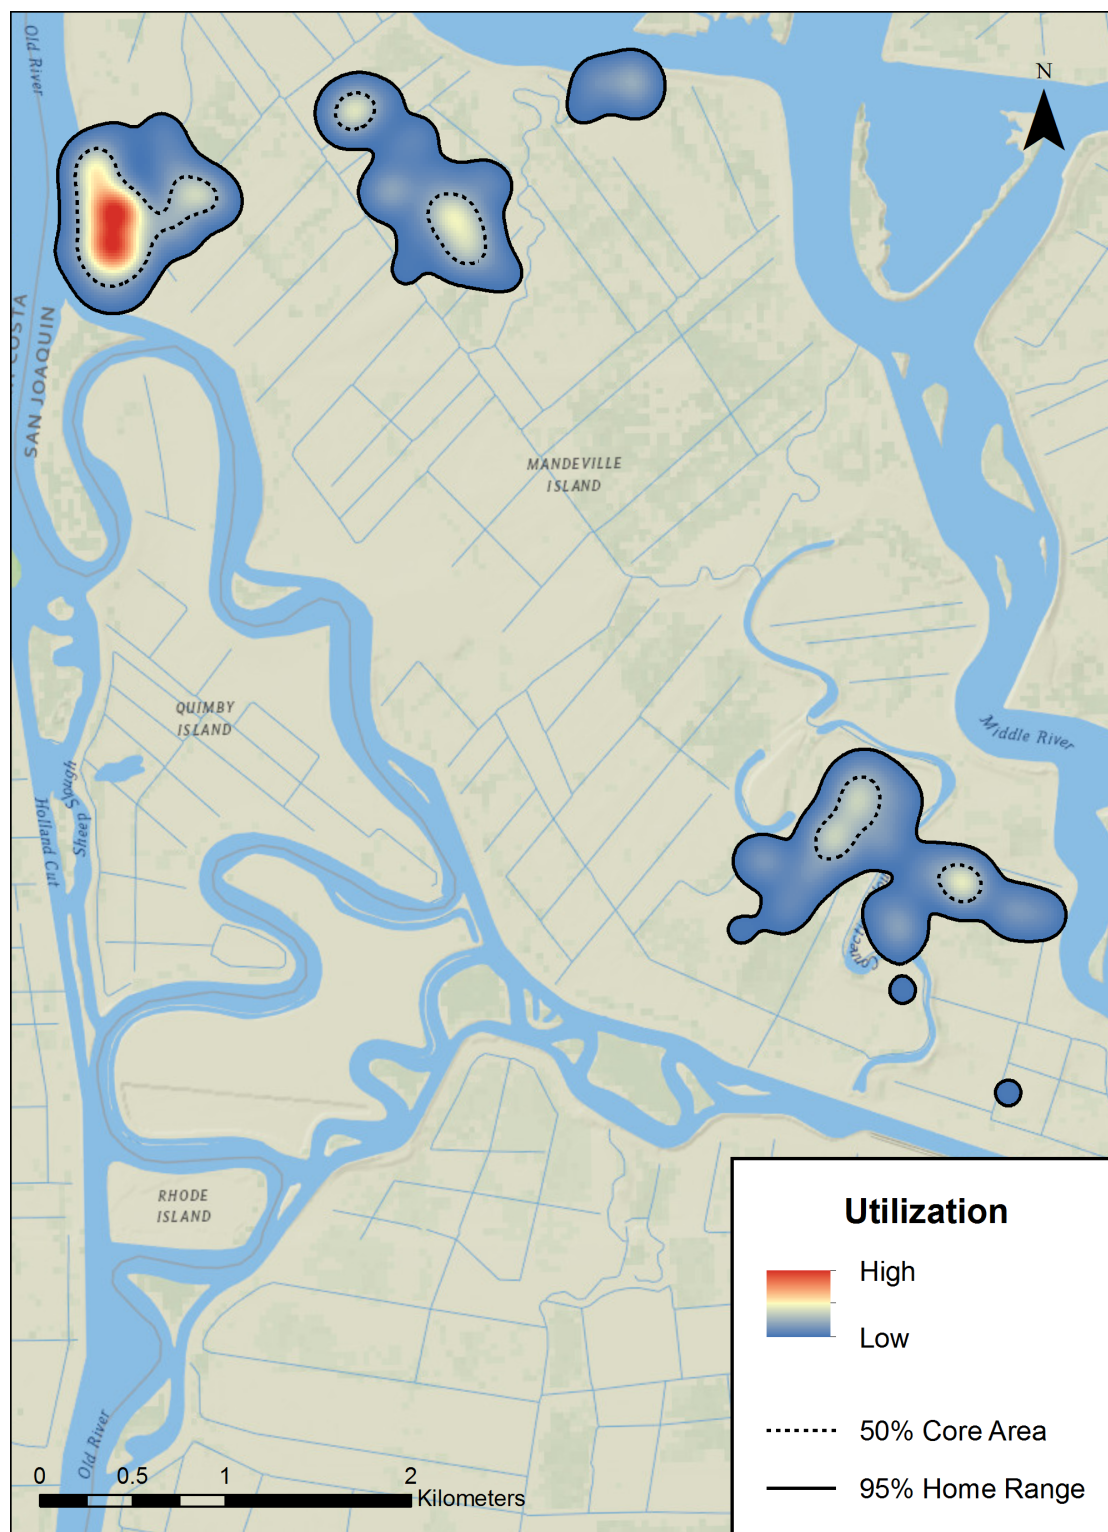 Old River
N
COSTA
SAN JOAQUIN
MANDEVILLE
ISLAND
QUIMBY
ISLAND
Middle River
Sheep Slough
Holland Cut
RHODE
ISLAND
Utilization
High
Low
50% Core Area
95% Home Range
Old River
0 0.5 1 2
Kilometers